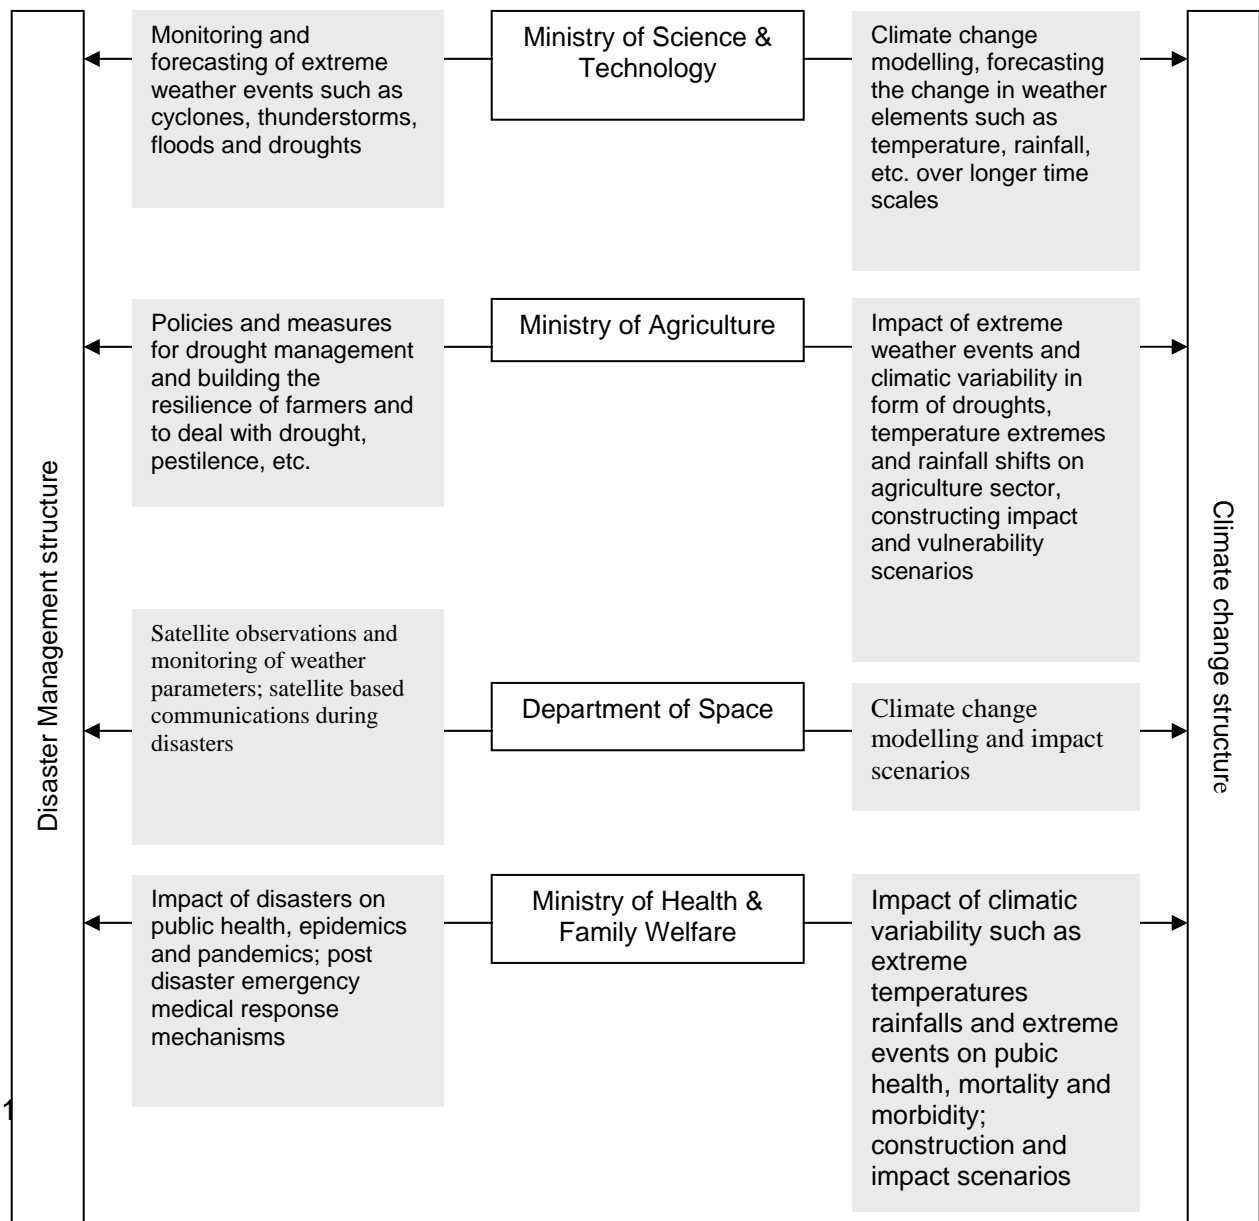 Monitoring and
forecasting of extreme
weather events such as
cyclones, thunderstorms,
floods and droughts
Ministry of Science &
Technology
Climate change
modelling, forecasting
the change in weather
elements such as
temperature, rainfall,
etc. over longer time
scales
Policies and measures
for drought management
and building the
resilience of farmers and
to deal with drought,
pestilence, etc.
Ministry of Agriculture
Impact of extreme
weather events and
climatic variability in
form of droughts,
temperature extremes
and rainfall shifts on
agriculture sector,
constructing impact
and vulnerability
scenarios
Disaster Management structure
Climate change structure
Satellite observations and
monitoring of weather
parameters; satellite based
communications during
disasters
Department of Space
Climate change
modelling and impact
scenarios
Impact of disasters on
public health, epidemics
and pandemics; post
disaster emergency
medical response
mechanisms
Ministry of Health &
Family Welfare
Impact of climatic
variability such as
extreme
temperatures
rainfalls and extreme
events on pubic
health, mortality and
morbidity;
construction and
impact scenarios
1